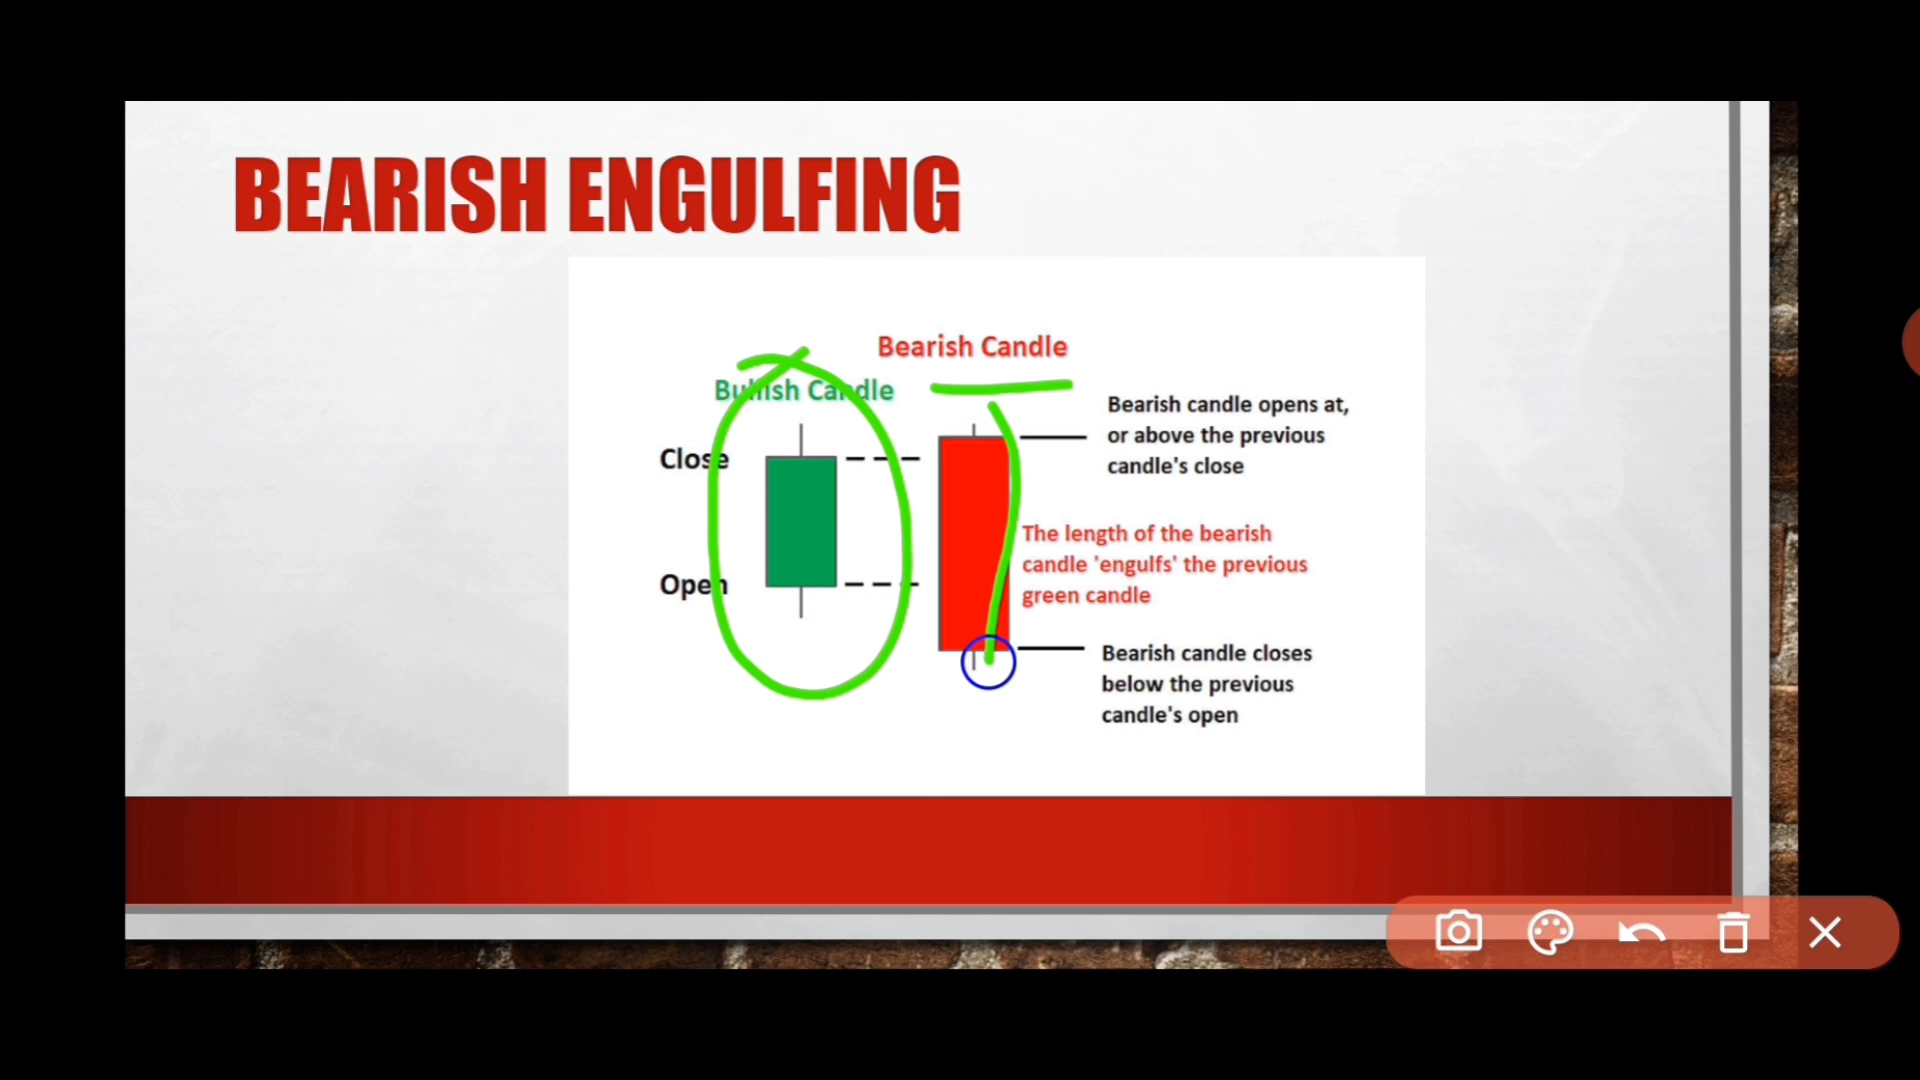 BEARISH ENGULFING
Bearish Candle
Bullish Candle
Bearish candle opens at,
or above the previous
candle's close
Close
The length of the bearish
candle 'engulfs' the previous
green candle
Open
Bearish candle closes
below the previous
candle's open